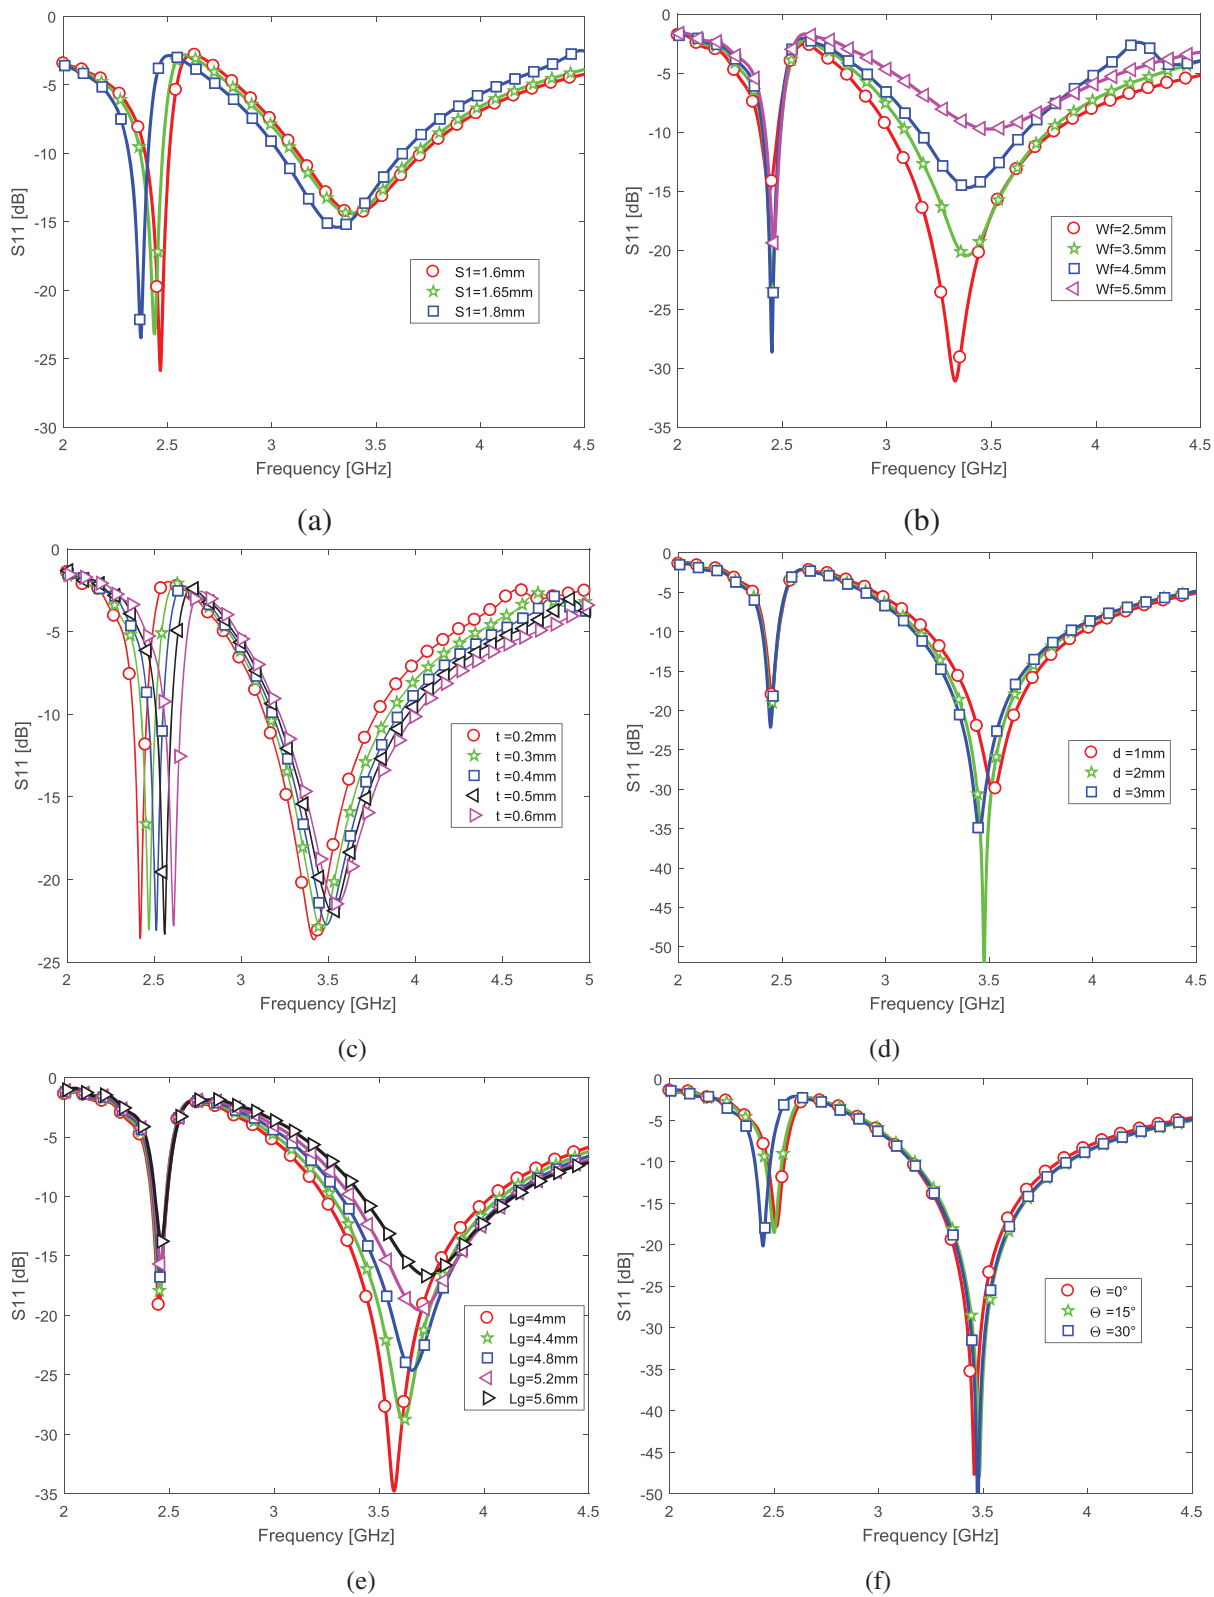 0
-5
-10
-15
-20
-25
-30
S11 [dB]
S1=1.6mm
S1=1.65mm
S1=1.8mm
2
2.5
3
3.5
4
4.5
Frequency [GHz]
(a)
0
-5
-10
-15
-20
-25
-30
-35
S11 [dB]
Wf=2.5mm
Wf=3.5mm
Wf=4.5mm
Wf=5.5mm
2
2.5
3
3.5
4
4.5
Frequency [GHz]
(b)
0
-5
-10
-15
-20
-25
S11 [dB]
t =0.2mm
t =0.3mm
t =0.4mm
t =0.5mm
t =0.6mm
2
2.5
3
3.5
4
4.5
5
Frequency [GHz]
(c)
0
-5
-10
-15
-20
-25
-30
-35
-40
-45
-50
S11 [dB]
d =1mm
d =2mm
d =3mm
2
2.5
3
3.5
4
4.5
Frequency [GHz]
(d)
0
-5
-10
-15
-20
-25
-30
-35
S11 [dB]
Lg=4mm
Lg=4.4mm
Lg=4.8mm
Lg=5.2mm
Lg=5.6mm
2
2.5
3
3.5
4
4.5
Frequency [GHz]
(e)
0
-5
-10
-15
-20
-25
-30
-35
-40
-45
-50
S11 [dB]
Θ =0°
Θ =15°
Θ =30°
2
2.5
3
3.5
4
4.5
Frequency [GHz]
(f)